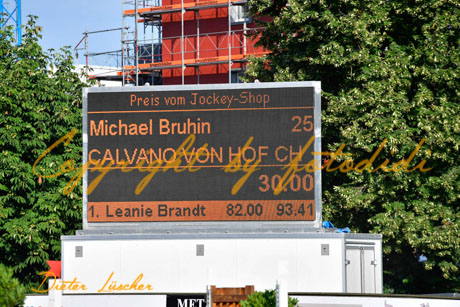 Preis vom Jockey-Shop
Michael Bruhin 25
CALVANO VON HOF CH
30.00
1. Leanie Brandt 82.00 93.41
Copyright by fotodidi
Dieter Lüscher
MET